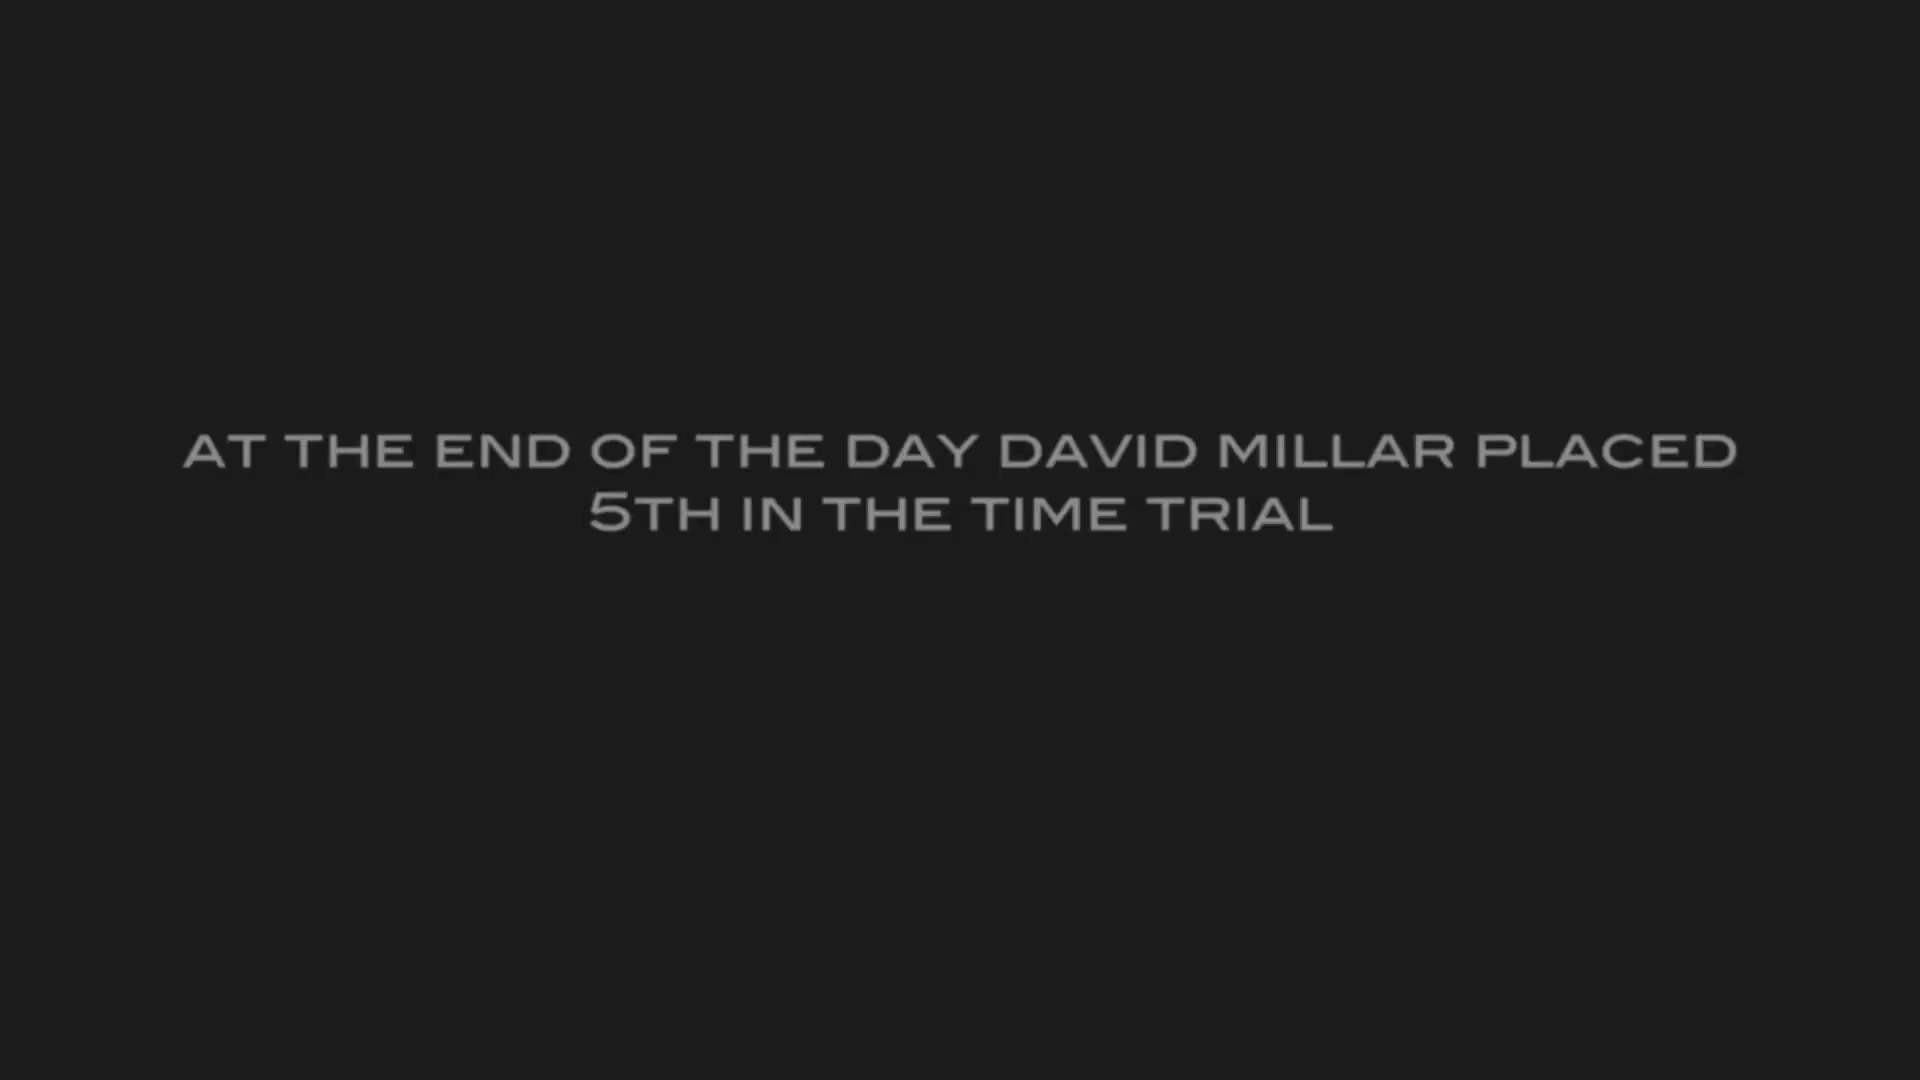 AT THE END OF THE DAY DAVID MILLAR PLACED
5TH IN THE TIME TRIAL